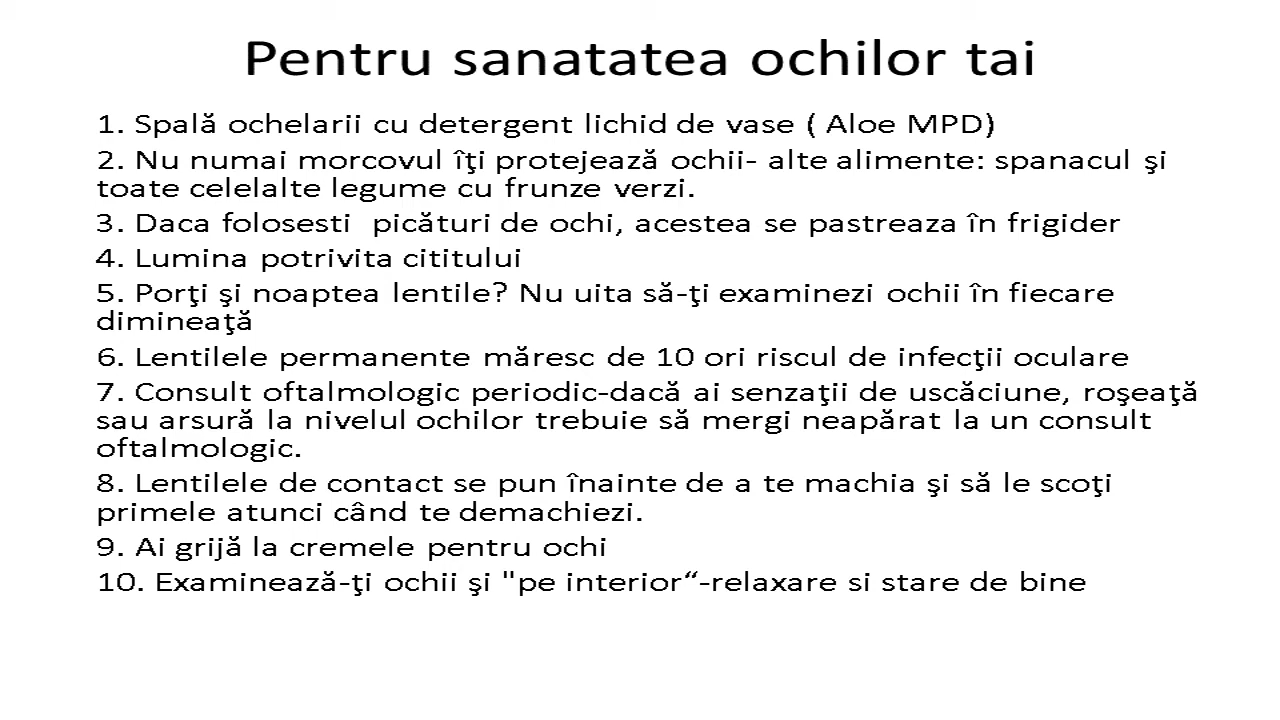 Pentru sanatatea ochilor tai
1. Spală ochelarii cu detergent lichid de vase ( Aloe MPD)
2. Nu numai morcovul îţi protejează ochii- alte alimente: spanacul şi
toate celelalte legume cu frunze verzi.
3. Daca folosesti  picături de ochi, acestea se pastreaza în frigider
4. Lumina potrivita cititului
5. Porţi şi noaptea lentile? Nu uita să-ţi examinezi ochii în fiecare
dimineaţă
6. Lentilele permanente măresc de 10 ori riscul de infecţii oculare
7. Consult oftalmologic periodic-dacă ai senzaţii de uscăciune, roşeaţă
sau arsură la nivelul ochilor trebuie să mergi neapărat la un consult
oftalmologic.
8. Lentilele de contact se pun înainte de a te machia şi să le scoţi
primele atunci când te demachiezi.
9. Ai grijă la cremele pentru ochi
10. Examinează-ţi ochii şi "pe interior“-relaxare si stare de bine